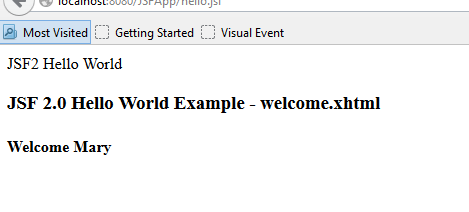 localhost:8080/JSFApp/hello.jsf
Most Visited Getting Started Visual Event
JSF2 Hello World
JSF 2.0 Hello World Example - welcome.xhtml
Welcome Mary